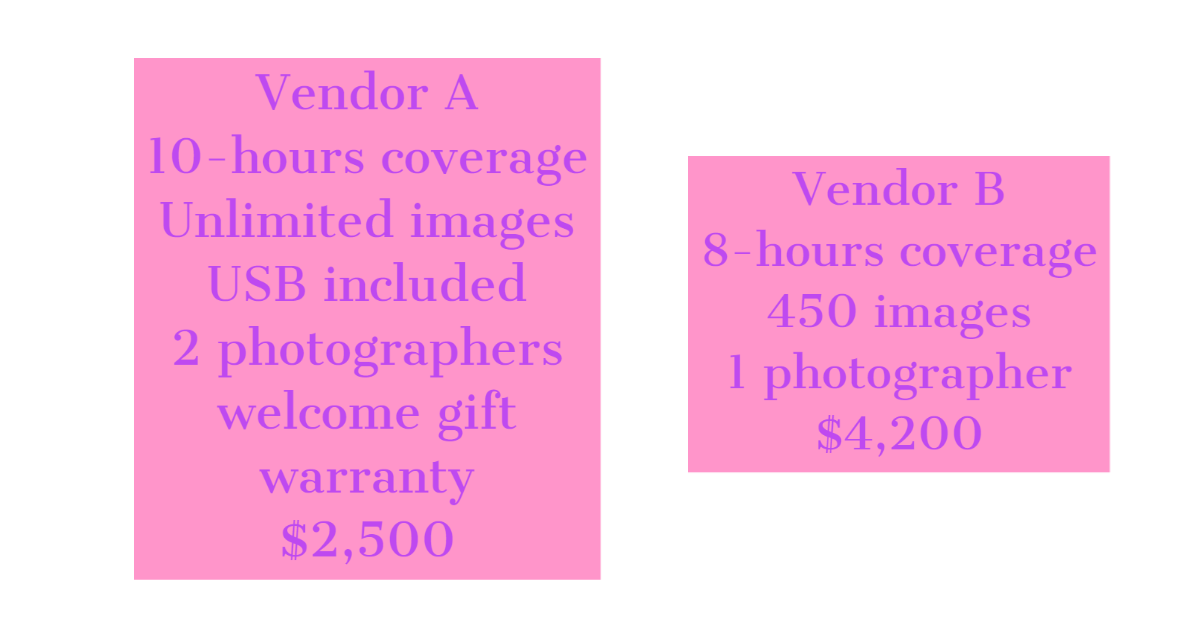 Vendor A
10-hours coverage
Unlimited images
USB included
2 photographers
welcome gift
warranty
$2,500
Vendor B
8-hours coverage
450 images
1 photographer
$4,200